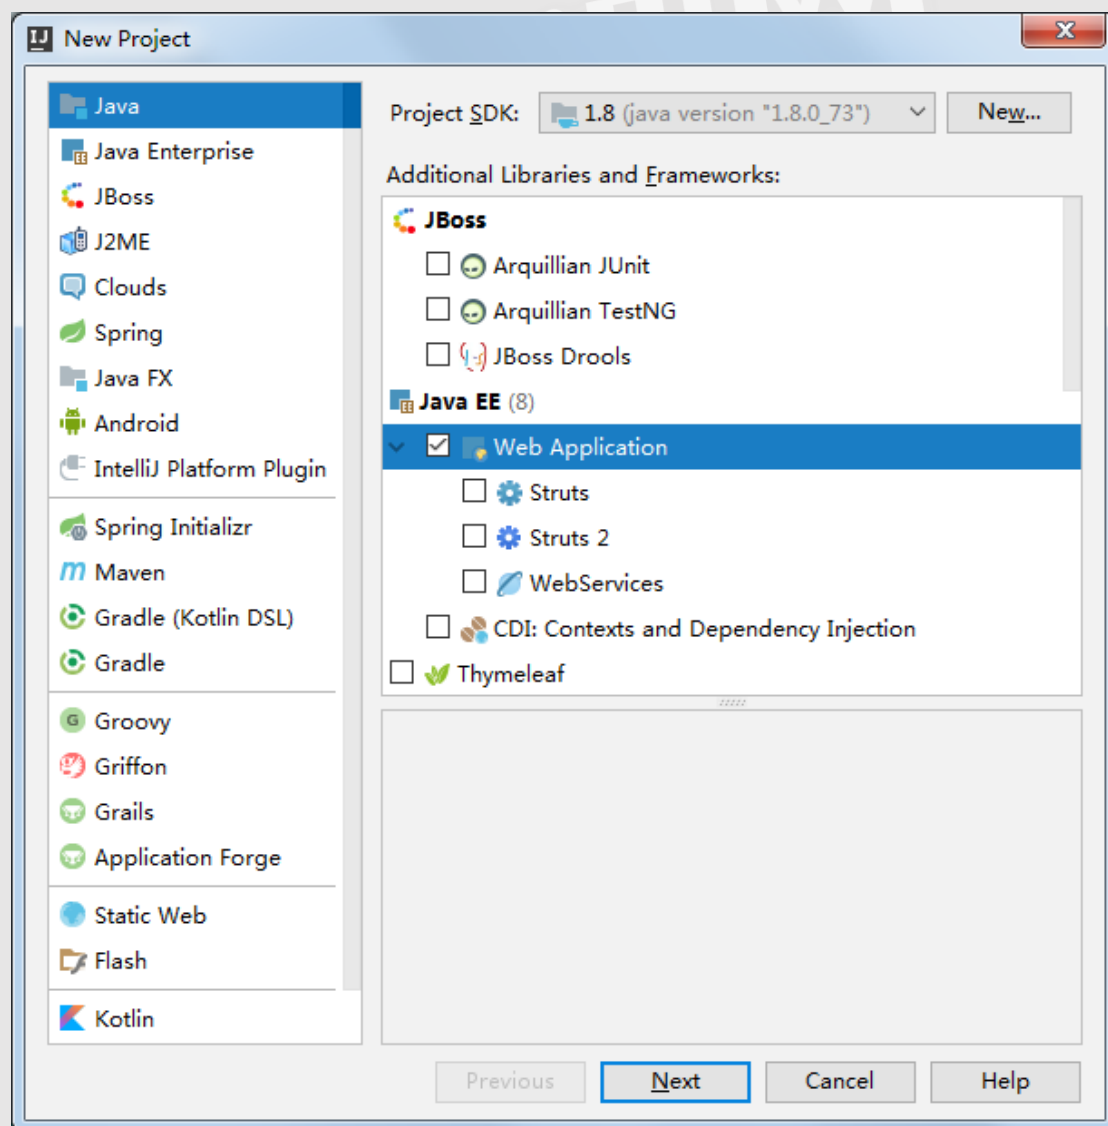 New Project
Java
Java Enterprise
JBoss
J2ME
Clouds
Spring
Java FX
Android
IntelliJ Platform Plugin
Spring Initializr
Maven
Gradle (Kotlin DSL)
Gradle
Groovy
Griffon
Grails
Application Forge
Static Web
Flash
Kotlin
Project SDK: 1.8 (java version "1.8.0_73") New...
Additional Libraries and Frameworks:
JBoss
Arquillian JUnit
Arquillian TestNG
JBoss Drools
Java EE (8)
Web Application
Struts
Struts 2
WebServices
CDI: Contexts and Dependency Injection
Thymeleaf
Previous Next Cancel Help